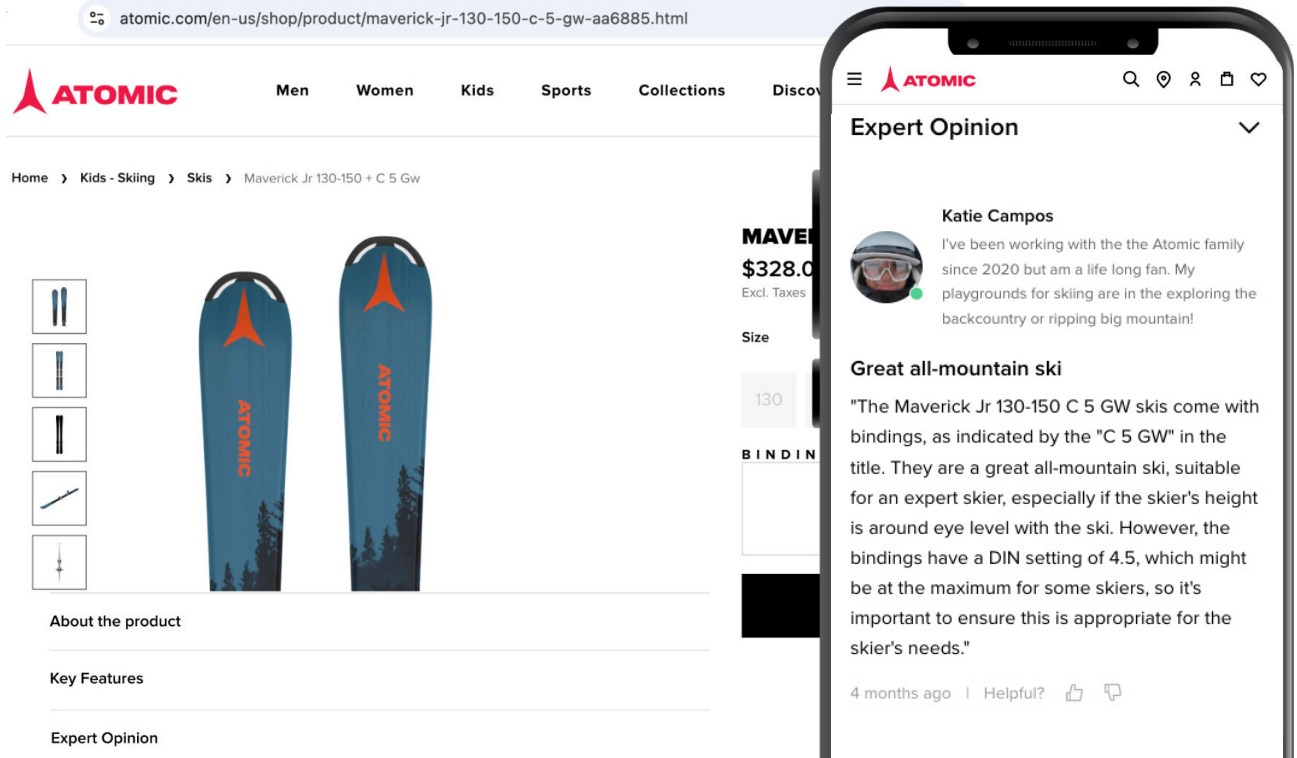 atomic.com/en-us/shop/product/maverick-jr-130-150-c-5-gw-aa6885.html
ATOMIC
Men Women Kids Sports Collections
Home › Kids - Skiing › Skis › Maverick Jr 130-150 + C 5 Gw
ATOMIC
ATOMIC
$328.0
Excl. Taxes
Size
130
About the product
Key Features
Expert Opinion
ATOMIC
Expert Opinion
Katie Campos
I've been working with the the Atomic family
since 2020 but am a life long fan. My
playgrounds for skiing are in the exploring the
backcountry or ripping big mountain!
Great all-mountain ski
"The Maverick Jr 130-150 C 5 GW skis come with
bindings, as indicated by the "C 5 GW" in the
title. They are a great all-mountain ski, suitable
for an expert skier, especially if the skier's height
is around eye level with the ski. However, the
bindings have a DIN setting of 4.5, which might
be at the maximum for some skiers, so it's
important to ensure this is appropriate for the
skier's needs."
4 months ago | Helpful?